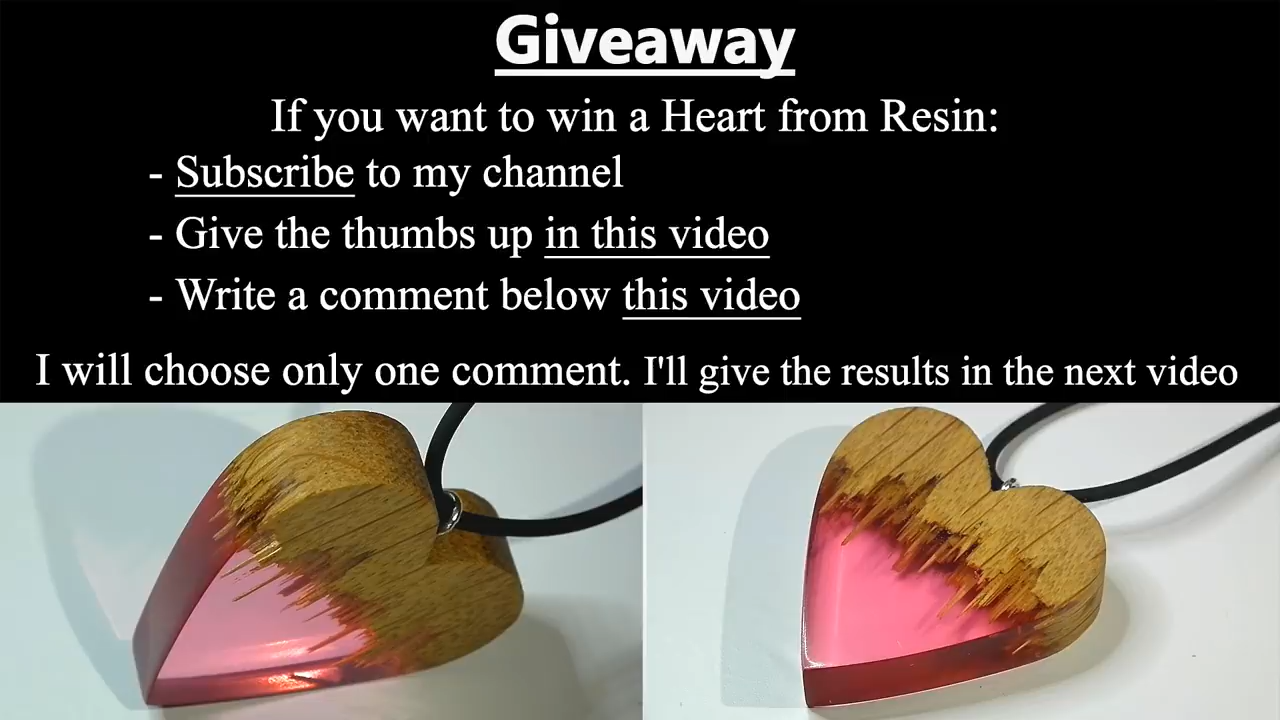 Giveaway
If you want to win a Heart from Resin:
- Subscribe to my channel
- Give the thumbs up in this video
- Write a comment below this video
I will choose only one comment. I'll give the results in the next video